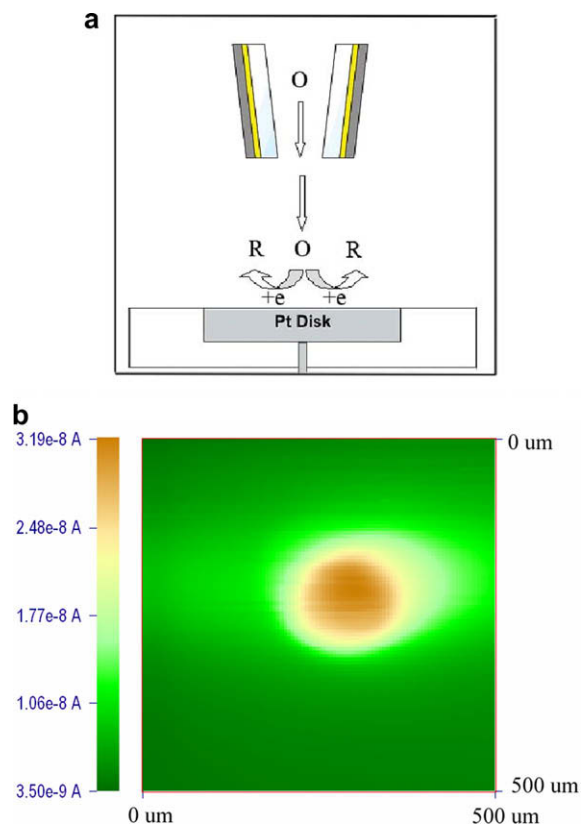 a
O
R O R
+e +e
Pt Disk
b
3.19e-8 A
0 um
2.48e-8 A
1.77e-8 A
1.06e-8 A
3.50e-9 A
500 um
0 um 500 um